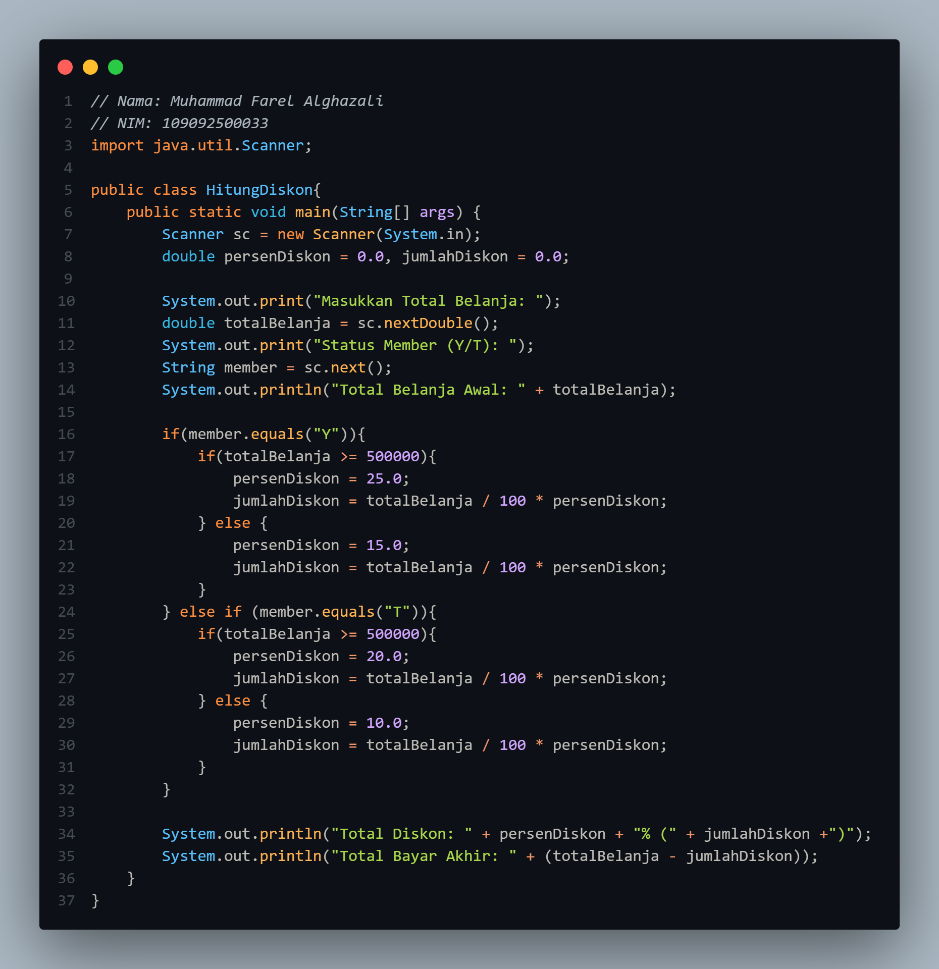 1 // Nama: Muhammad Farel Alghazali
2 // NIM: 109092500033
3 import java.util.Scanner;
4
5 public class HitungDiskon{
6     public static void main(String[] args) {
7         Scanner sc = new Scanner(System.in);
8         double persenDiskon = 0.0, jumlahDiskon = 0.0;
9
10         System.out.print("Masukkan Total Belanja: ");
11         double totalBelanja = sc.nextDouble();
12         System.out.print("Status Member (Y/T): ");
13         String member = sc.next();
14         System.out.println("Total Belanja Awal: " + totalBelanja);
15
16         if(member.equals("Y")){
17             if(totalBelanja >= 500000){
18                 persenDiskon = 25.0;
19                 jumlahDiskon = totalBelanja / 100 * persenDiskon;
20             } else {
21                 persenDiskon = 15.0;
22                 jumlahDiskon = totalBelanja / 100 * persenDiskon;
23             }
24         } else if (member.equals("T")){
25             if(totalBelanja >= 500000){
26                 persenDiskon = 20.0;
27                 jumlahDiskon = totalBelanja / 100 * persenDiskon;
28             } else {
29                 persenDiskon = 10.0;
30                 jumlahDiskon = totalBelanja / 100 * persenDiskon;
31             }
32         }
33
34         System.out.println("Total Diskon: " + persenDiskon + "% (" + jumlahDiskon +")");
35         System.out.println("Total Bayar Akhir: " + (totalBelanja - jumlahDiskon));
36     }
37 }